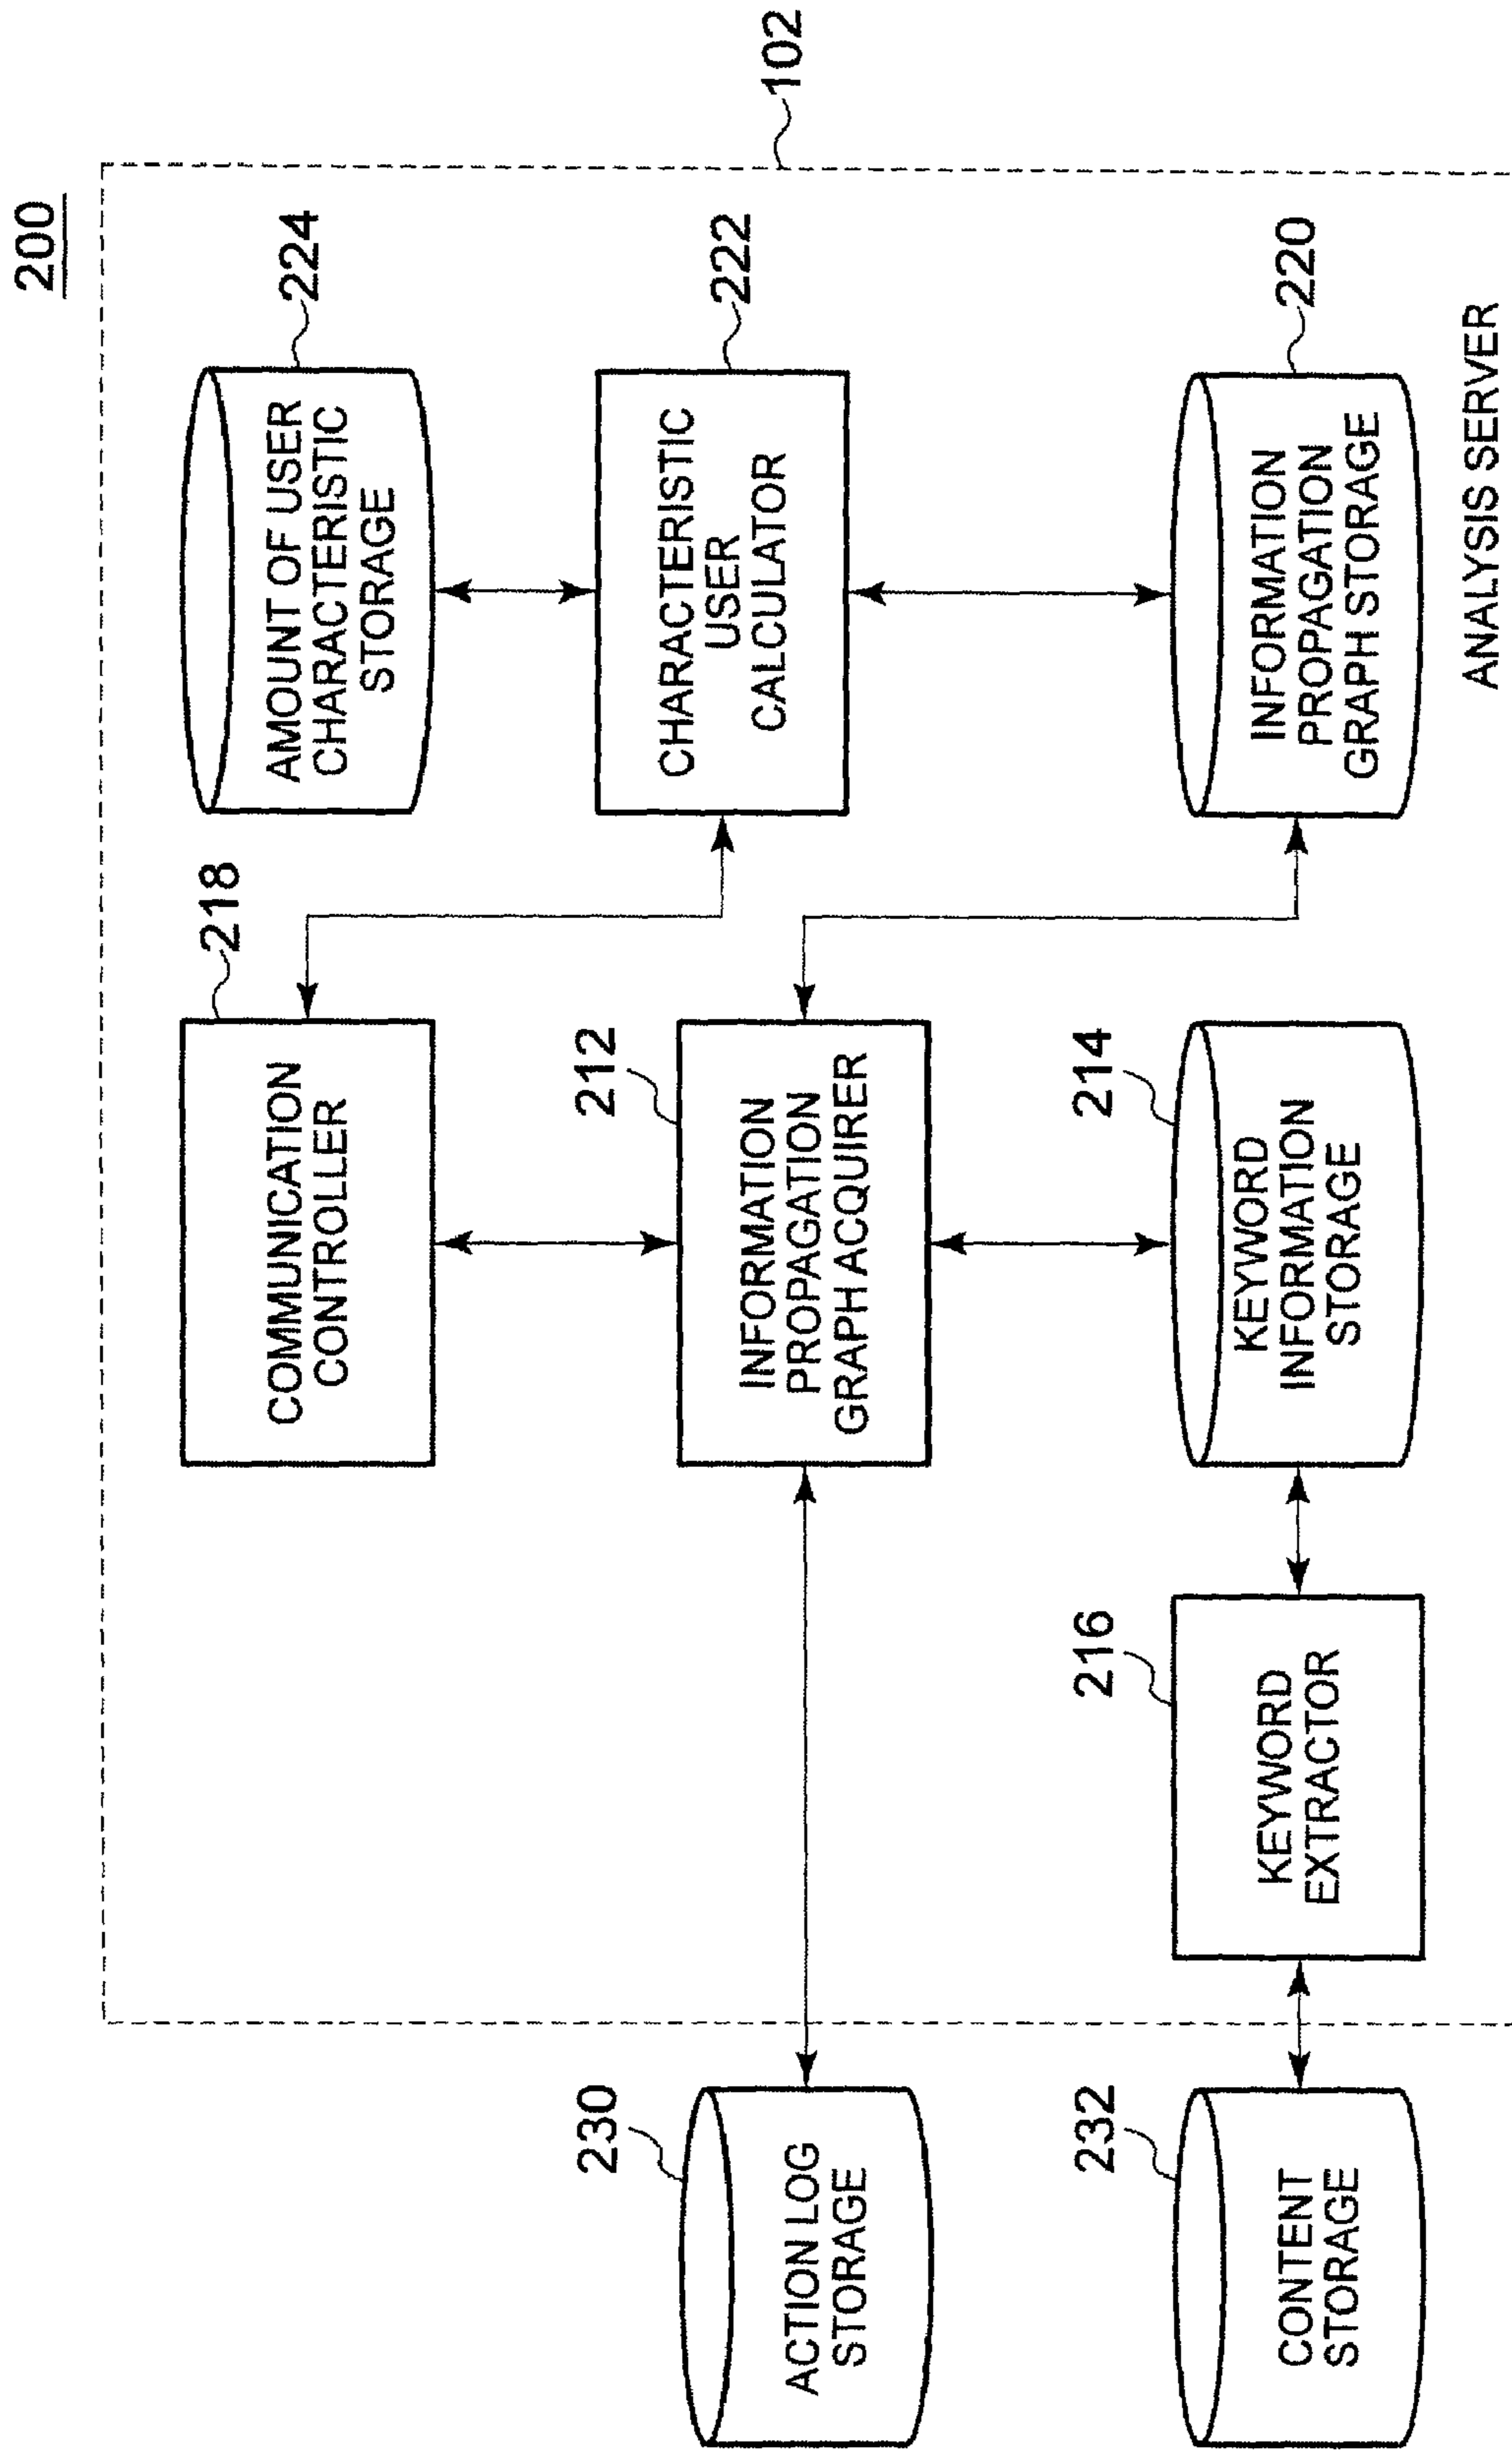 200
102
218
COMMUNICATION
CONTROLLER
224
AMOUNT OF USER
CHARACTERISTIC
STORAGE
230
ACTION LOG
STORAGE
212
INFORMATION
PROPAGATION
GRAPH ACQUIRER
222
CHARACTERISTIC
USER
CALCULATOR
232
CONTENT
STORAGE
216
KEYWORD
EXTRACTOR
214
KEYWORD
INFORMATION
STORAGE
220
INFORMATION
PROPAGATION
GRAPH STORAGE
ANALYSIS SERVER